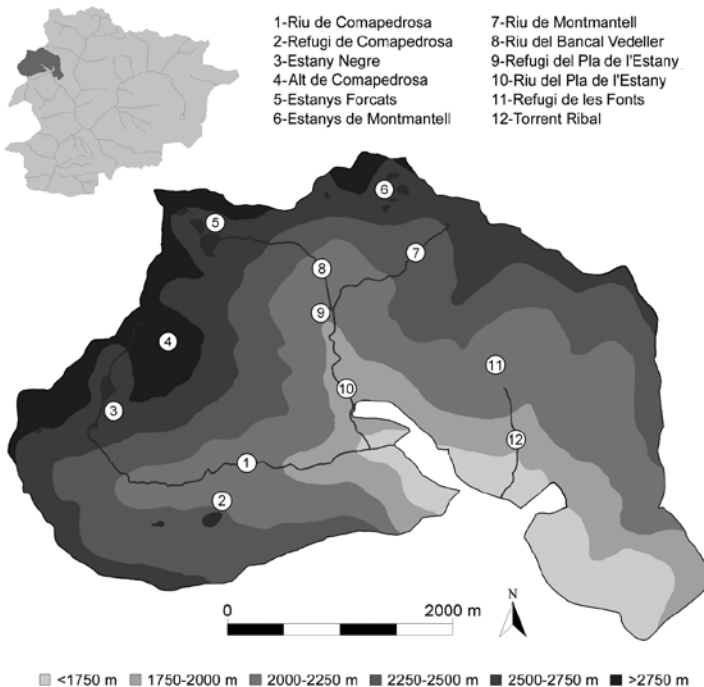 1-Riu de Comapedrosa
2-Refugi de Comapedrosa
3-Estany Negre
4-Alt de Comapedrosa
5-Estanys Forcats
6-Estanys de Montmantell
7-Riu de Montmantell
8-Riu del Bancal Vedeller
9-Refugi del Pla de l'Estany
10-Riu del Pla de l'Estany
11-Refugi de les Fonts
12-Torrent Ribal
6
5
7
8
9
4
11
10
3
12
1
2
N
0 2000 m
<1750 m 1750-2000 m 2000-2250 m 2250-2500 m 2500-2750 m >2750 m